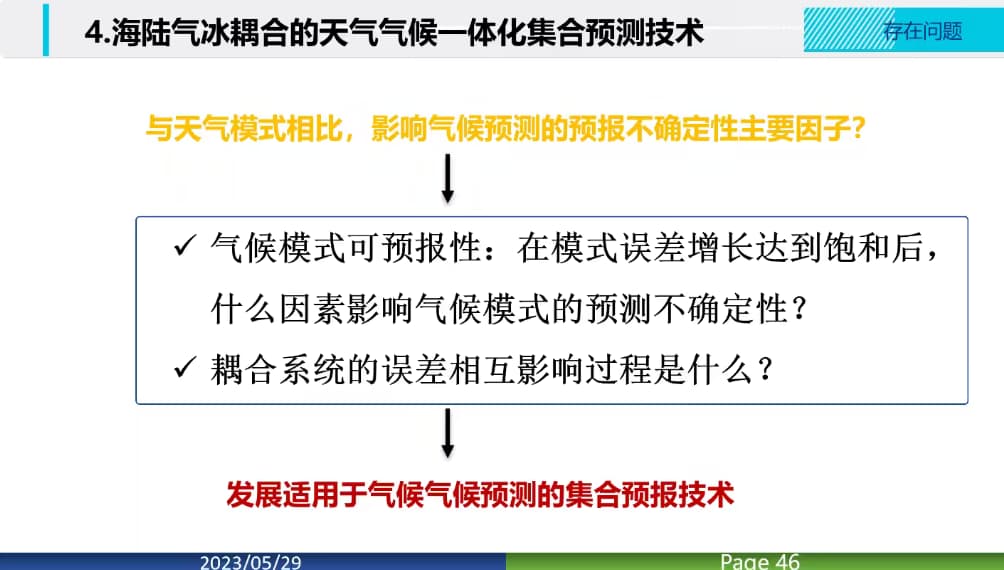 4.海陆气冰耦合的天气气候一体化集合预测技术
存在问题
与天气模式相比，影响气候预测的预报不确定性主要因子？
✓ 气候模式可预报性：在模式误差增长达到饱和后，
什么因素影响气候模式的预测不确定性？
✓ 耦合系统的误差相互影响过程是什么？
发展适用于气候气候预测的集合预报技术
2023/05/29
Page 46